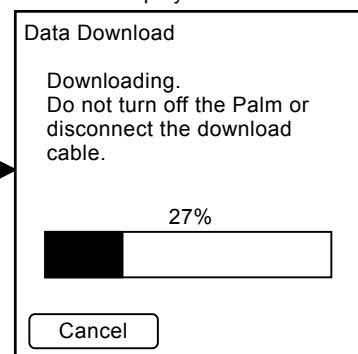 Data Download
Downloading.
Do not turn off the Palm or
disconnect the download
cable.
27%
Cancel